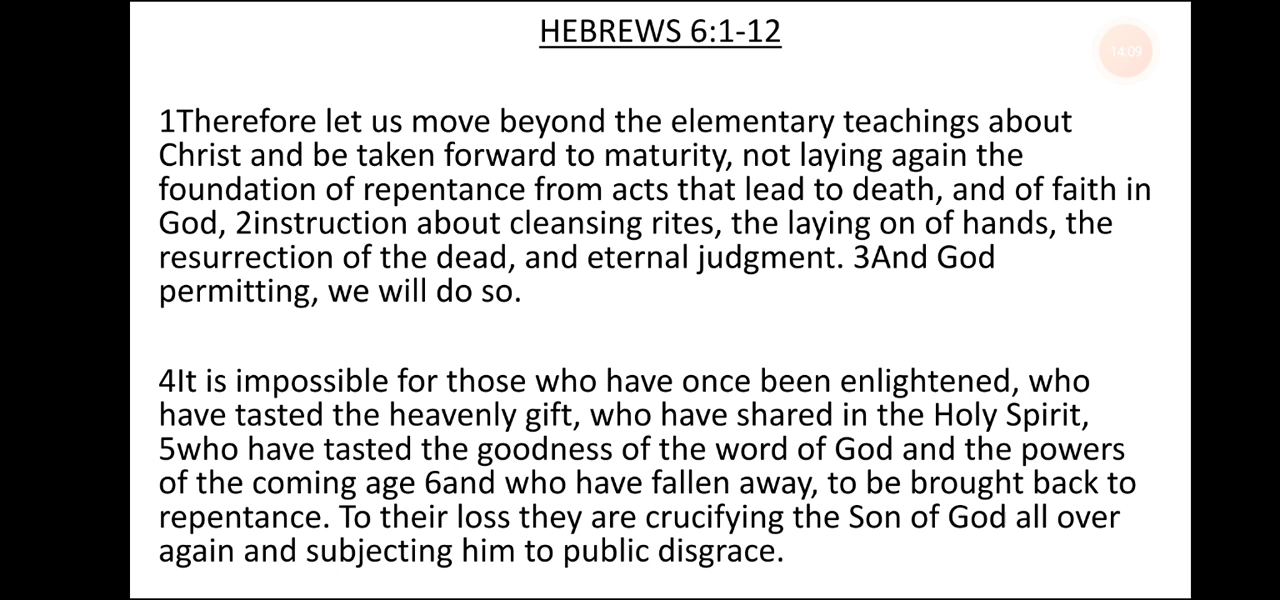 HEBREWS 6:1-12
14:09
1Therefore let us move beyond the elementary teachings about
Christ and be taken forward to maturity, not laying again the
foundation of repentance from acts that lead to death, and of faith in
God, 2instruction about cleansing rites, the laying on of hands, the
resurrection of the dead, and eternal judgment. 3And God
permitting, we will do so.
4It is impossible for those who have once been enlightened, who
have tasted the heavenly gift, who have shared in the Holy Spirit,
5who have tasted the goodness of the word of God and the powers
of the coming age 6and who have fallen away, to be brought back to
repentance. To their loss they are crucifying the Son of God all over
again and subjecting him to public disgrace.